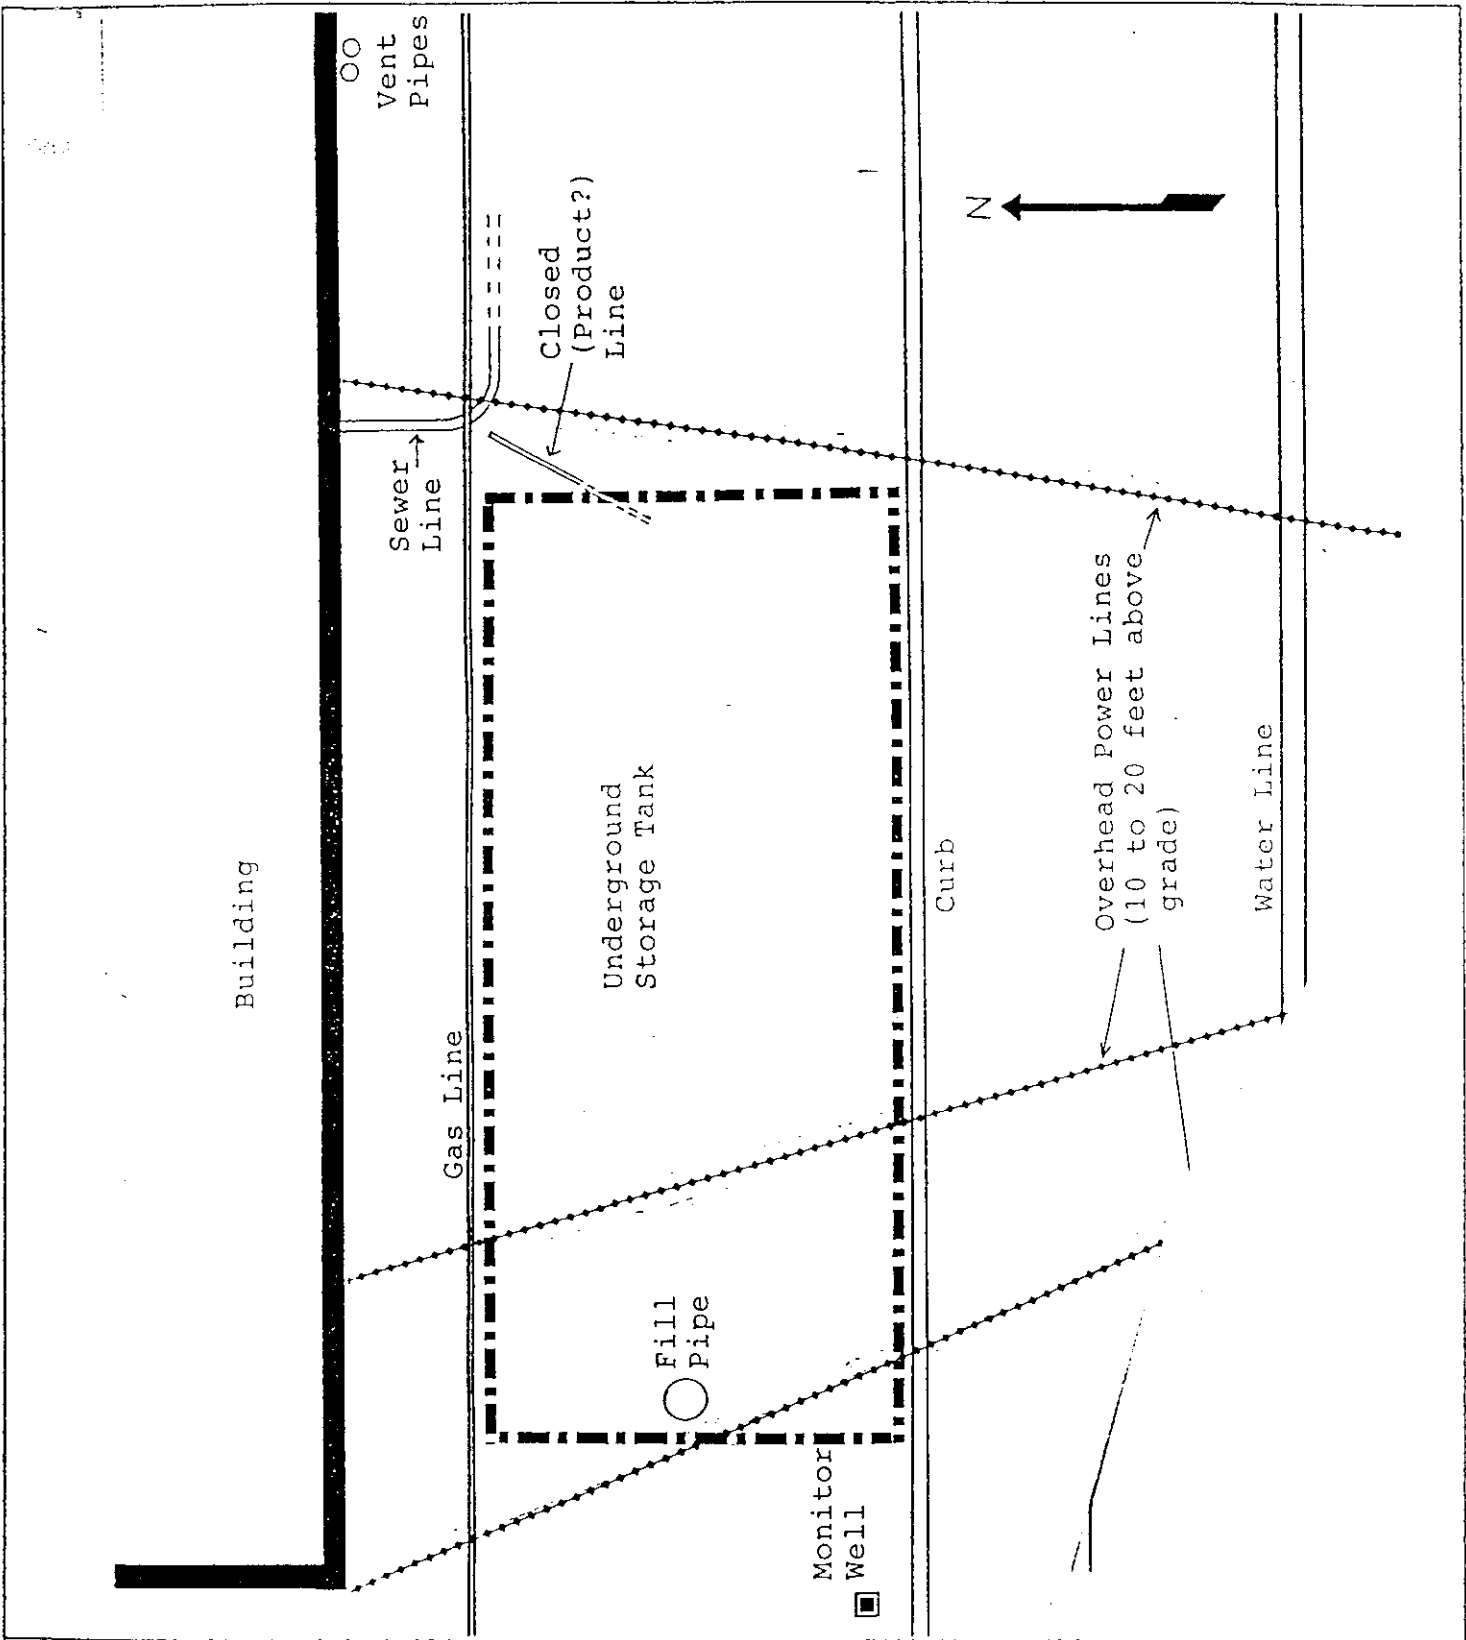 Building
OO
Vent
Pipes
Sewer
Line
Gas Line
Closed
(Product?)
Line
Underground
Storage Tank
Fill
Pipe
Monitor
Well
Curb
N
Overhead Power Lines
(10 to 20 feet above
grade)
Water Line